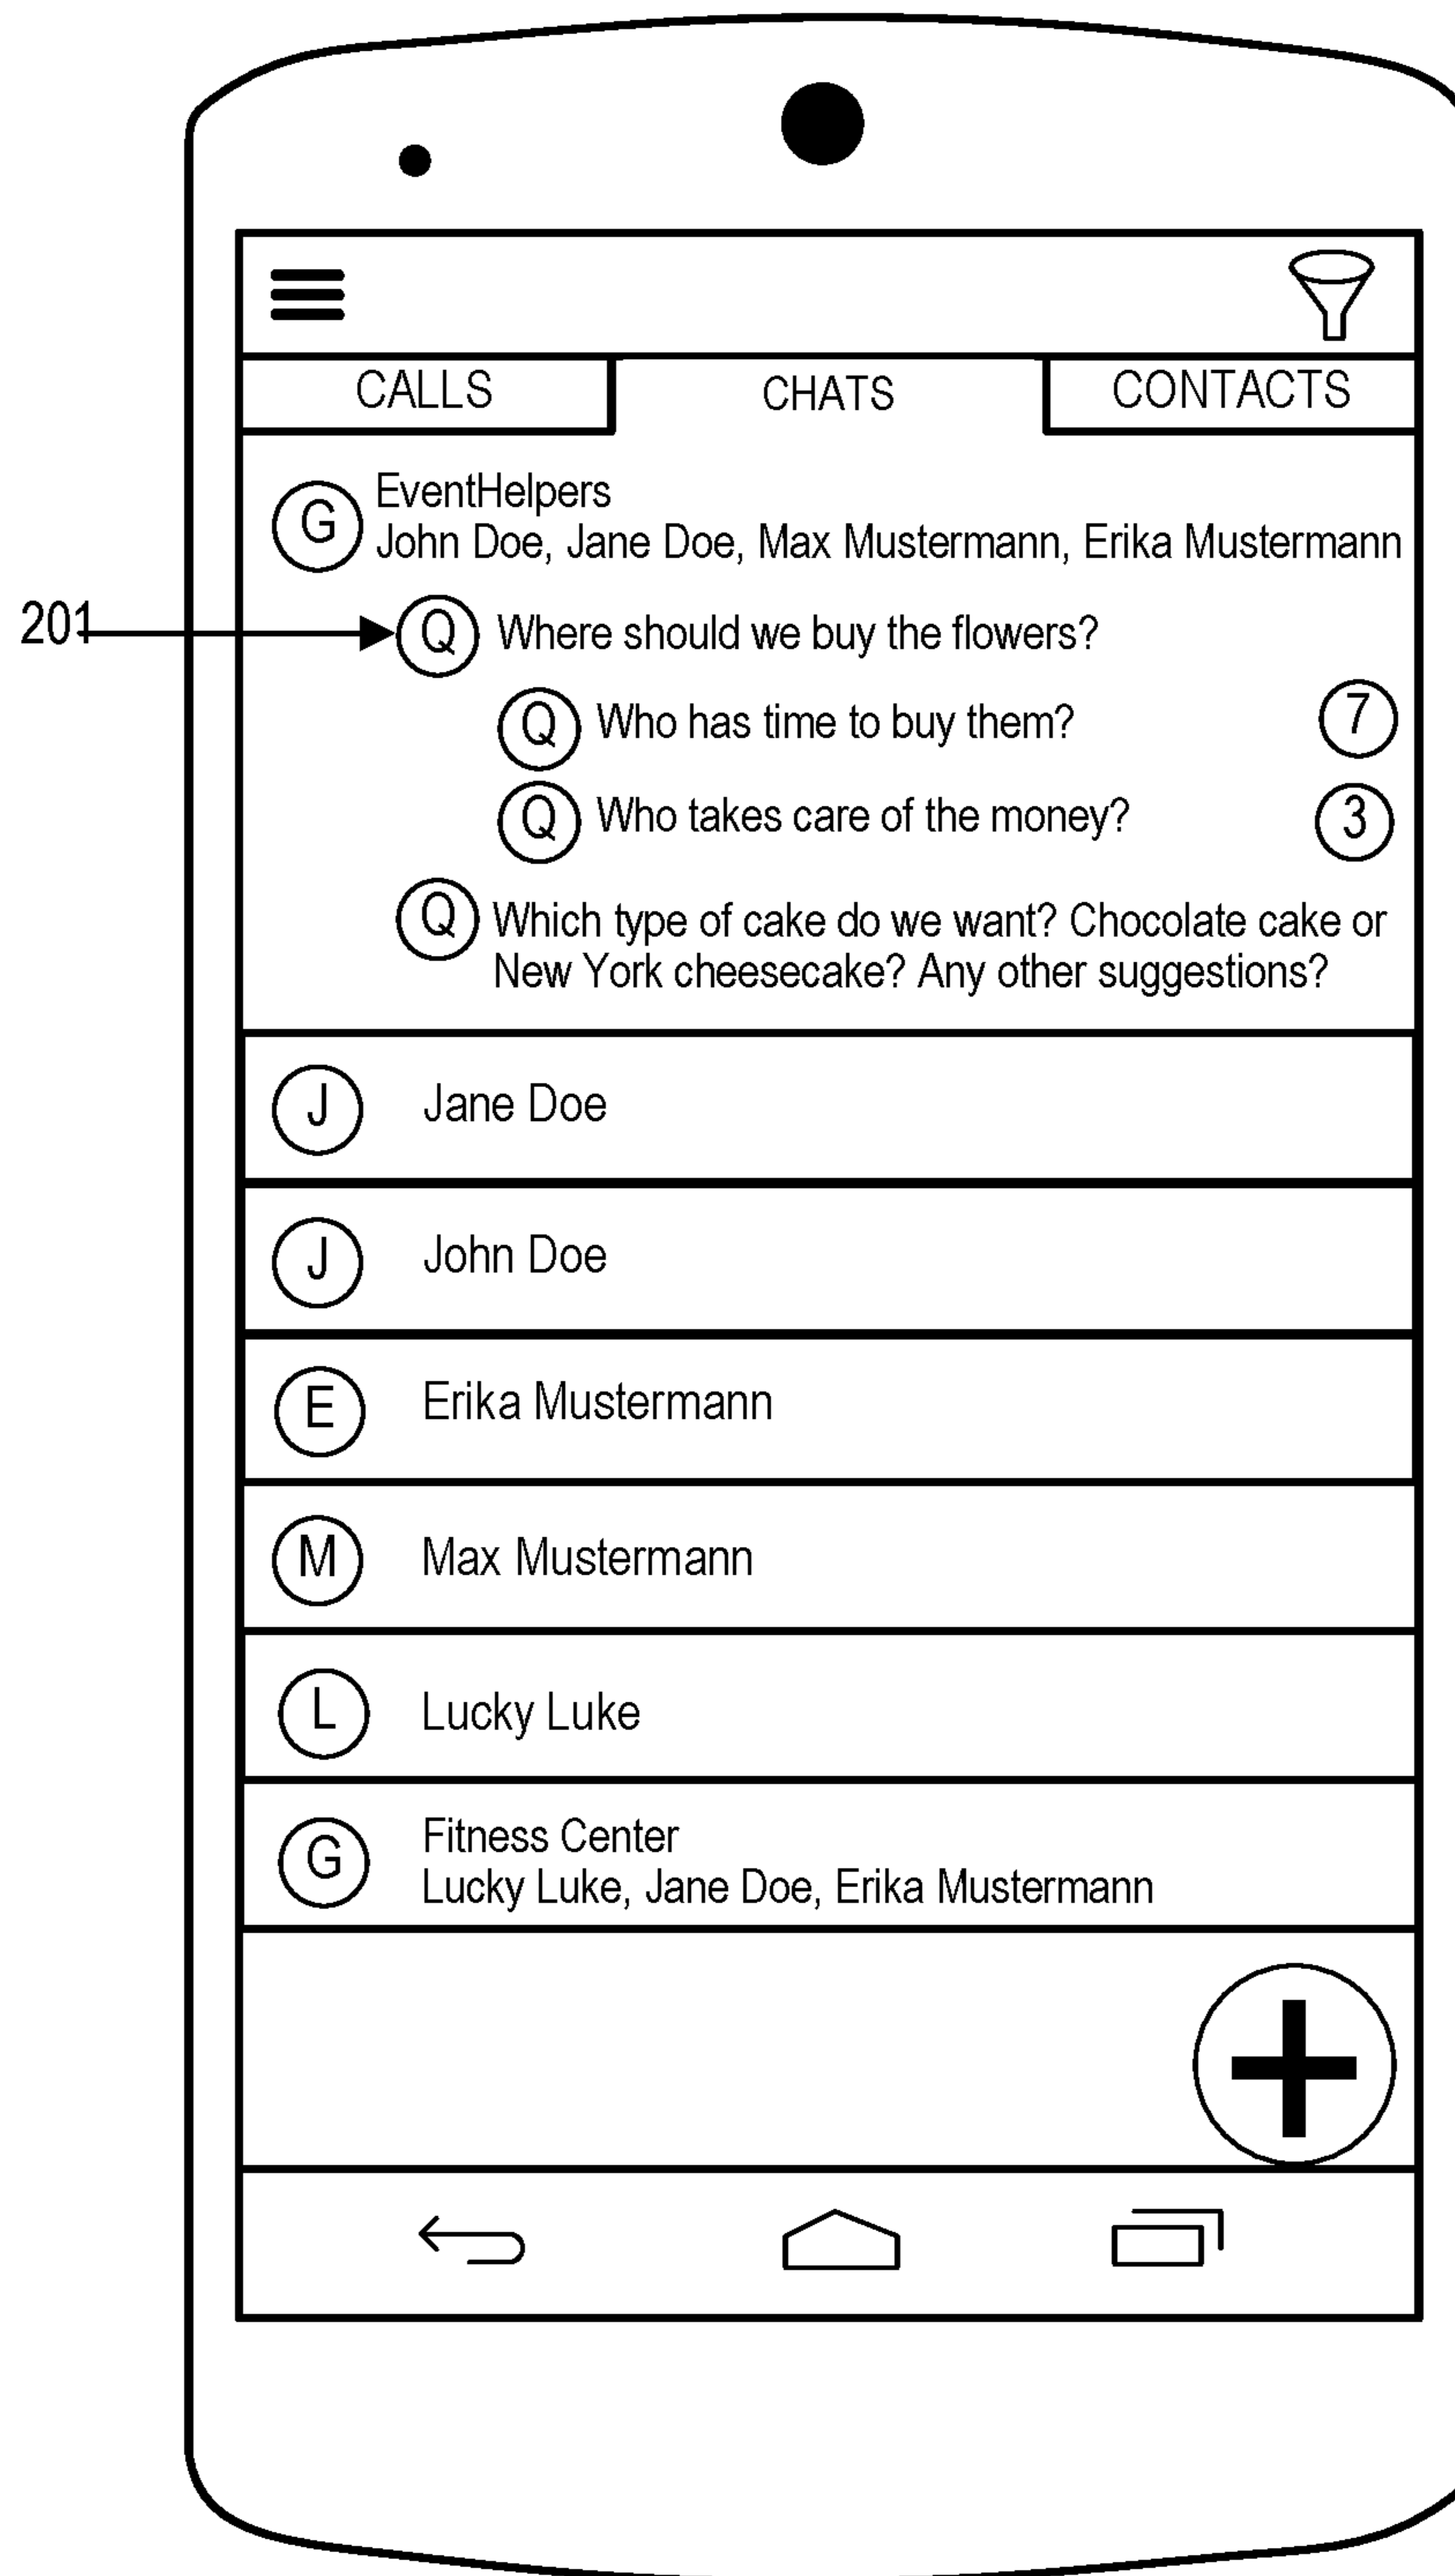 CALLS CHATS CONTACTS
G EventHelpers
John Doe, Jane Doe, Max Mustermann, Erika Mustermann
201 Q Where should we buy the flowers?
Q Who has time to buy them? 7
Q Who takes care of the money? 3
Q Which type of cake do we want? Chocolate cake or
New York cheesecake? Any other suggestions?
J Jane Doe
J John Doe
E Erika Mustermann
M Max Mustermann
L Lucky Luke
G Fitness Center
Lucky Luke, Jane Doe, Erika Mustermann